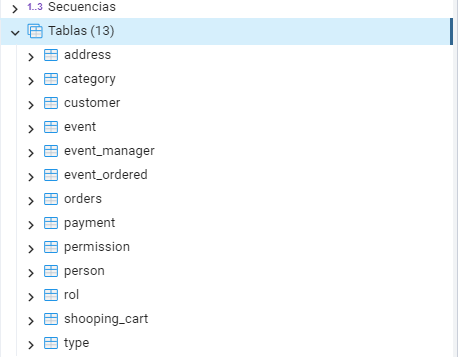 1..3 Secuencias
Tablas (13)
address
category
customer
event
event_manager
event_ordered
orders
payment
permission
person
rol
shooping_cart
type